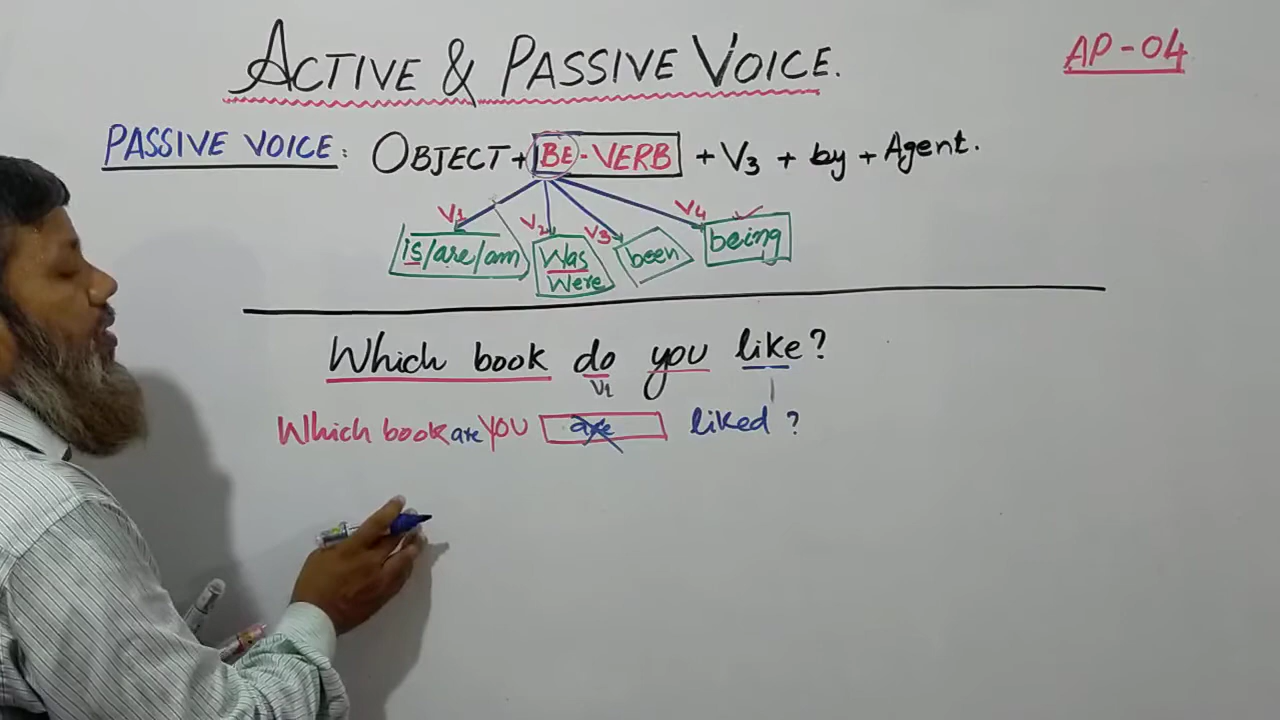 ACTIVE & PASSIVE VOICE.
AP-04
PASSIVE VOICE: OBJECT + BE-VERB + V3 + by + Agent.
V1 V2 V3 V4
is/are/am Was Were been being
Which book do you like?
V1
Which book are YOU are liked ?